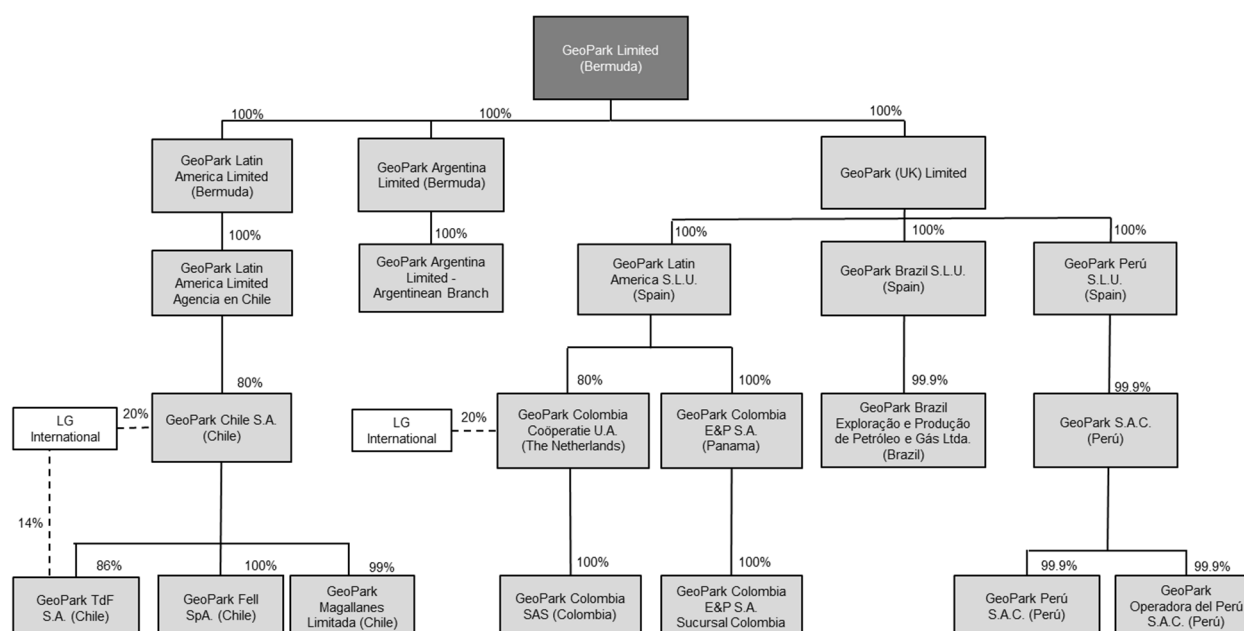 GeoPark Limited
(Bermuda)
100%
100%
100%
GeoPark Latin
America Limited
(Bermuda)
GeoPark Argentina
Limited (Bermuda)
GeoPark (UK) Limited
100%
100%
100%
100%
100%
GeoPark Latin
America Limited
Agencia en Chile
GeoPark Argentina
Limited -
Argentinean Branch
GeoPark Latin
America S.L.U.
(Spain)
GeoPark Brazil S.L.U.
(Spain)
GeoPark Perú
S.L.U.
(Spain)
80%
80%
100%
99.9%
99.9%
LG
International
20%
GeoPark Chile S.A.
(Chile)
LG
International
20%
GeoPark Colombia
Coöperatie U.A.
(The Netherlands)
GeoPark Colombia
E&P S.A.
(Panama)
GeoPark Brazil
Exploração e Produção
de Petróleo e Gás Ltda.
(Brazil)
GeoPark S.A.C.
(Perú)
14%
86%
100%
99%
100%
100%
99.9%
99.9%
GeoPark TdF
S.A. (Chile)
GeoPark Fell
SpA. (Chile)
GeoPark
Magallanes
Limitada (Chile)
GeoPark Colombia
SAS (Colombia)
GeoPark Colombia
E&P S.A.
Sucursal Colombia
GeoPark Perú
S.A.C. (Perú)
GeoPark
Operadora del Perú
S.A.C. (Perú)